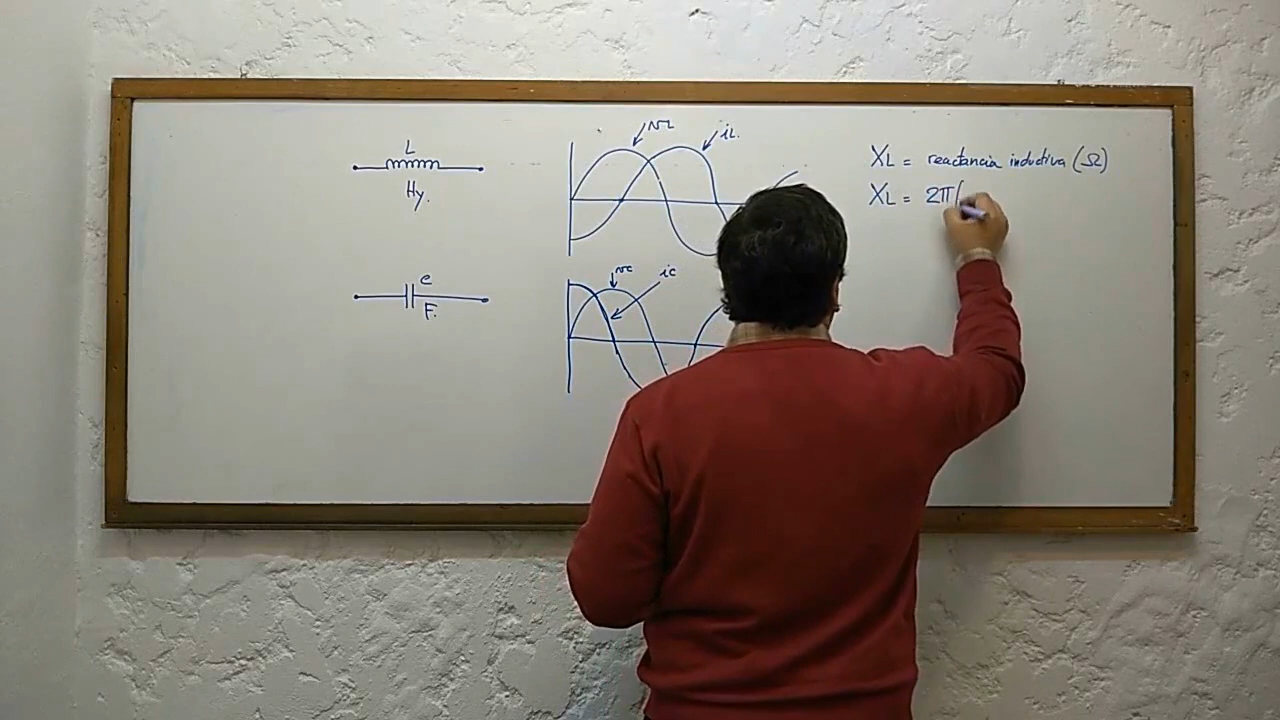 L
Hy.
C
F.
vL
iL
vC
iC
XL = reactancia inductiva (Ω)
XL = 2π